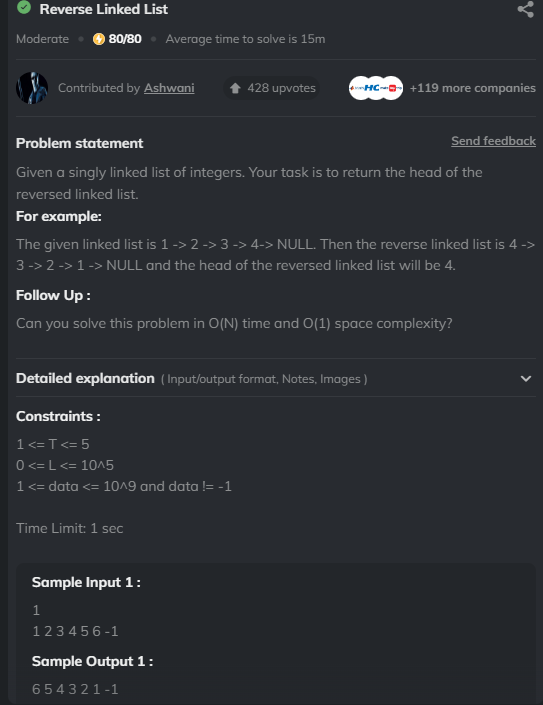 Reverse Linked List
Moderate • 80/80 • Average time to solve is 15m
Contributed by Ashwani 428 upvotes HC +119 more companies
Problem statement Send feedback
Given a singly linked list of integers. Your task is to return the head of the
reversed linked list.
For example:
The given linked list is 1 -> 2 -> 3 -> 4-> NULL. Then the reverse linked list is 4 ->
3 -> 2 -> 1 -> NULL and the head of the reversed linked list will be 4.
Follow Up :
Can you solve this problem in O(N) time and O(1) space complexity?
Detailed explanation ( Input/output format, Notes, Images )
Constraints :
1 <= T <= 5
0 <= L <= 10^5
1 <= data <= 10^9 and data != -1
Time Limit: 1 sec
Sample Input 1 :
1
1 2 3 4 5 6 -1
Sample Output 1 :
6 5 4 3 2 1 -1